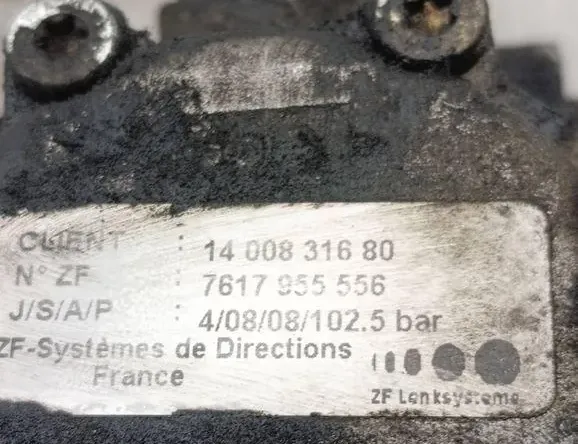 CLIENT : 14 008 316 80
N° ZF : 7617 955 556
J/S/A/P : 4/08/08/102.5 bar
ZF-Systèmes de Directions
France
ZF Lenksysteme